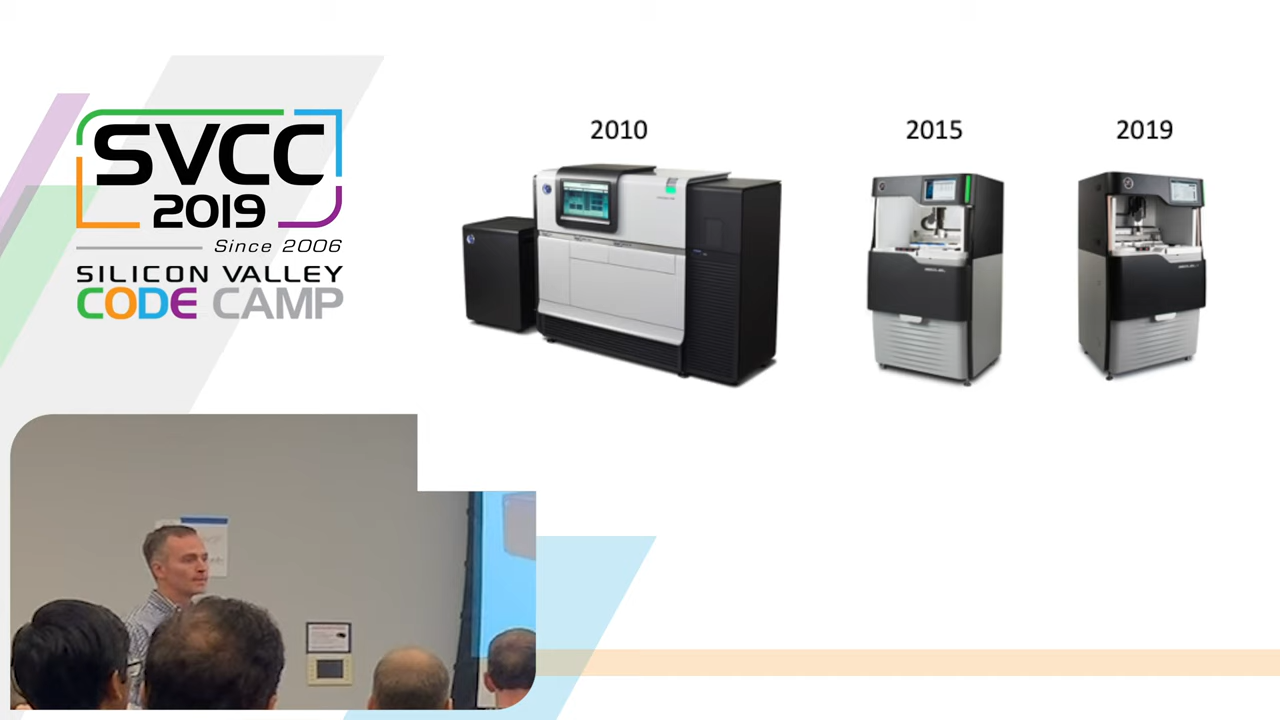 SVCC
2019
Since 2006
SILICON VALLEY
CODE CAMP
2010
2015
2019